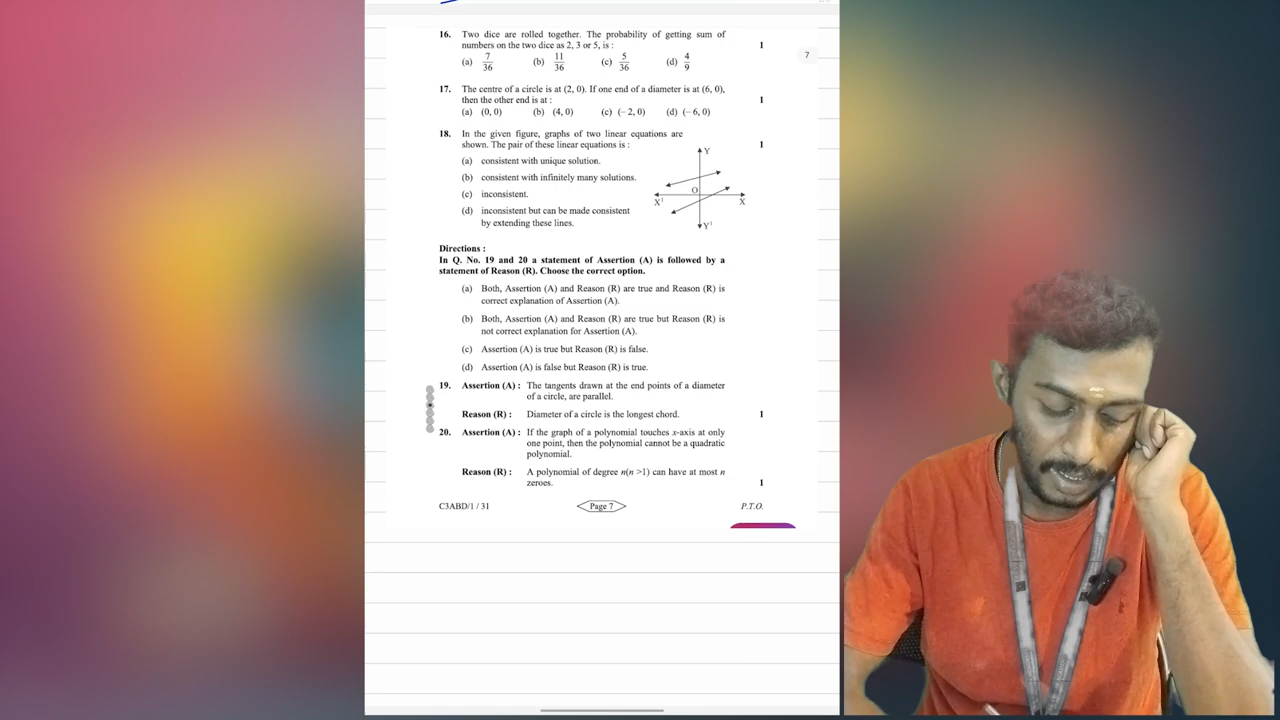 16. Two dice are rolled together. The probability of getting sum of
numbers on the two dice as 2, 3 or 5, is : 1
(a) 7/36 (b) 11/36 (c) 5/36 (d) 4/9
7
17. The centre of a circle is at (2, 0). If one end of a diameter is at (6, 0),
then the other end is at : 1
(a) (0, 0) (b) (4, 0) (c) (– 2, 0) (d) (– 6, 0)
18. In the given figure, graphs of two linear equations are
shown. The pair of these linear equations is : 1
(a) consistent with unique solution.
(b) consistent with infinitely many solutions.
(c) inconsistent.
(d) inconsistent but can be made consistent
by extending these lines.
Y
O
X¹ X
Y¹
Directions :
In Q. No. 19 and 20 a statement of Assertion (A) is followed by a
statement of Reason (R). Choose the correct option.
(a) Both, Assertion (A) and Reason (R) are true and Reason (R) is
correct explanation of Assertion (A).
(b) Both, Assertion (A) and Reason (R) are true but Reason (R) is
not correct explanation for Assertion (A).
(c) Assertion (A) is true but Reason (R) is false.
(d) Assertion (A) is false but Reason (R) is true.
19. Assertion (A) : The tangents drawn at the end points of a diameter
of a circle, are parallel.
Reason (R) : Diameter of a circle is the longest chord. 1
20. Assertion (A) : If the graph of a polynomial touches x-axis at only
one point, then the polynomial cannot be a quadratic
polynomial.
Reason (R) : A polynomial of degree n(n >1) can have at most n
zeroes. 1
C3ABD/1 / 31 Page 7 P.T.O.